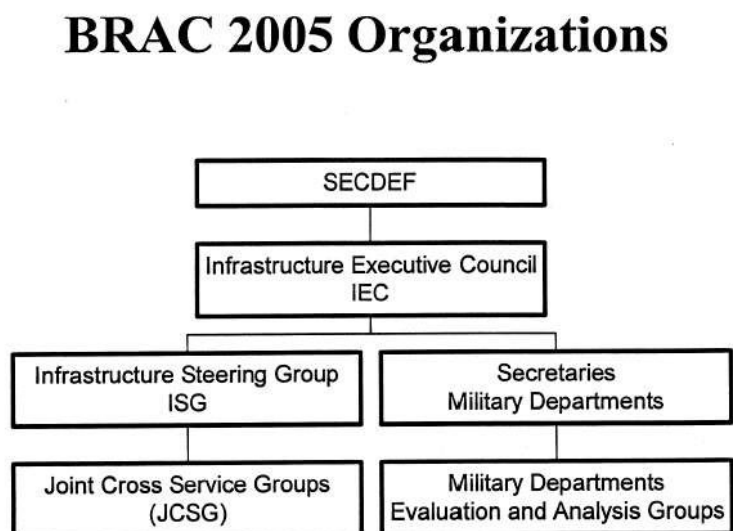 BRAC 2005 Organizations
SECDEF
Infrastructure Executive Council
IEC
Infrastructure Steering Group
ISG
Secretaries
Military Departments
Joint Cross Service Groups
(JCSG)
Military Departments
Evaluation and Analysis Groups